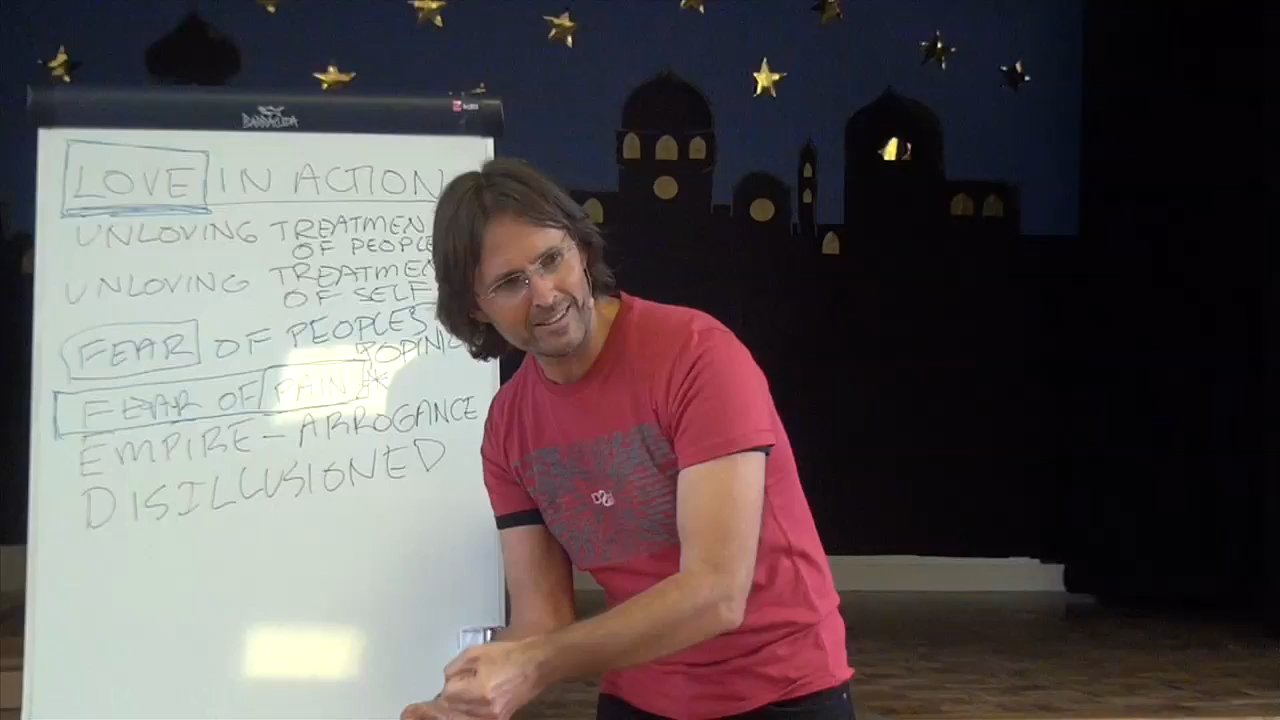 BARRACUDA
LOVE IN ACTION
UNLOVING TREATMEN
OF PEOPLE
UNLOVING TREATMEN
OF SELF
FEAR OF PEOPLES
OPINIO
FEAR OF PAIN *
EMPIRE - ARROGANCE
DISILLUSIONED